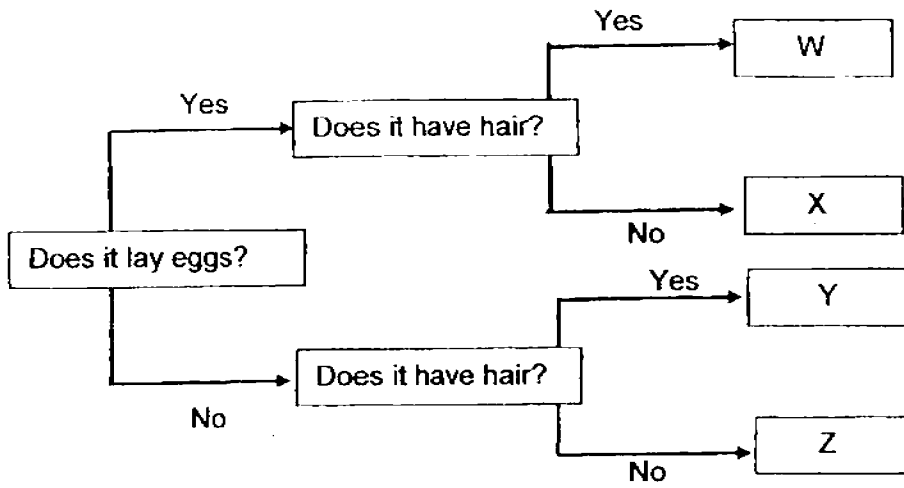 Yes
W
Yes
Does it have hair?
X
No
Does it lay eggs?
Yes
Y
Does it have hair?
No
Z
No